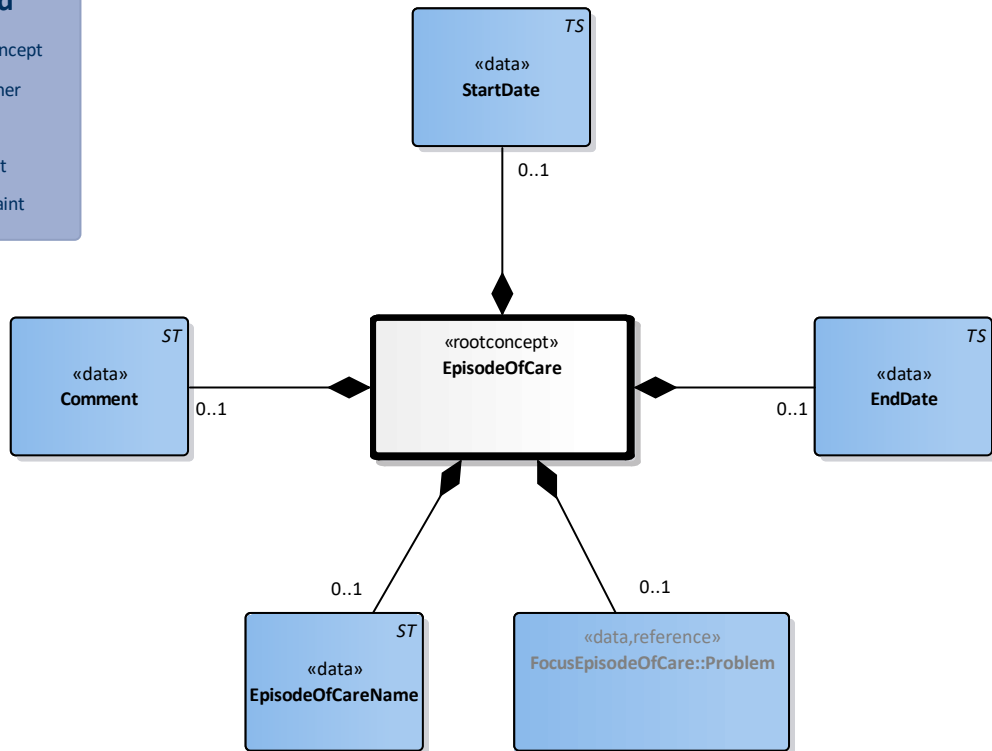 TS
«data»
StartDate
0..1
ST
«data»
Comment
0..1
«rootconcept»
EpisodeOfCare
TS
«data»
EndDate
0..1
0..1
ST
«data»
EpisodeOfCareName
0..1
«data,reference»
FocusEpisodeOfCare::Problem